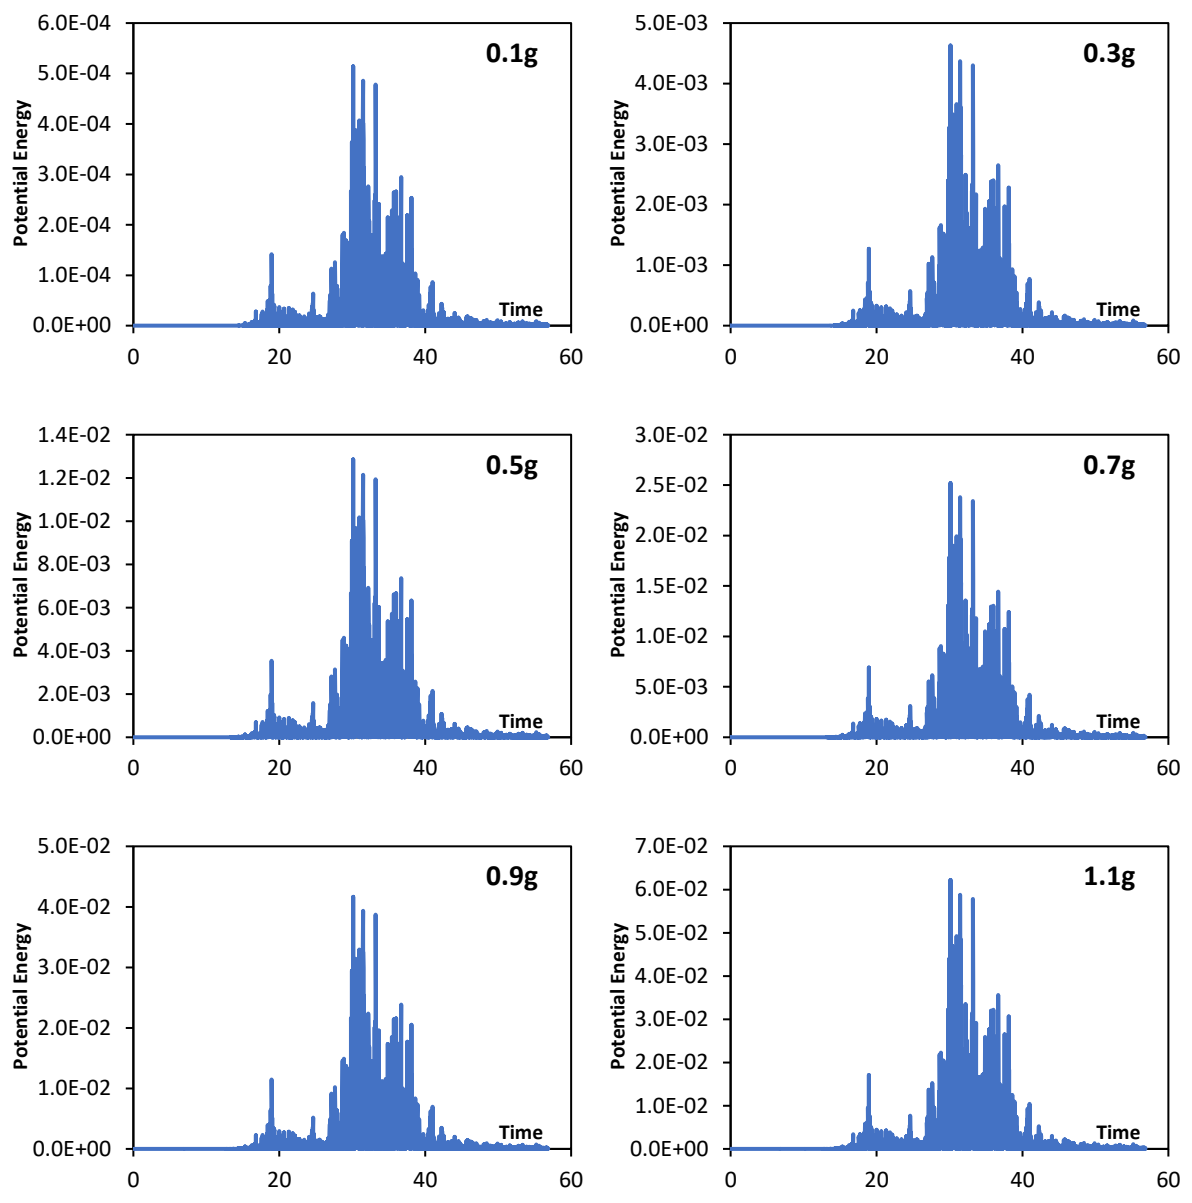 0.1g
Potential Energy
6.0E-04
5.0E-04
4.0E-04
3.0E-04
2.0E-04
1.0E-04
0.0E+00
Time
0 20 40 60
0.3g
Potential Energy
5.0E-03
4.0E-03
3.0E-03
2.0E-03
1.0E-03
0.0E+00
Time
0 20 40 60
0.5g
Potential Energy
1.4E-02
1.2E-02
1.0E-02
8.0E-03
6.0E-03
4.0E-03
2.0E-03
0.0E+00
Time
0 20 40 60
0.7g
Potential Energy
3.0E-02
2.5E-02
2.0E-02
1.5E-02
1.0E-02
5.0E-03
0.0E+00
Time
0 20 40 60
0.9g
Potential Energy
5.0E-02
4.0E-02
3.0E-02
2.0E-02
1.0E-02
0.0E+00
Time
0 20 40 60
1.1g
Potential Energy
7.0E-02
6.0E-02
5.0E-02
4.0E-02
3.0E-02
2.0E-02
1.0E-02
0.0E+00
Time
0 20 40 60